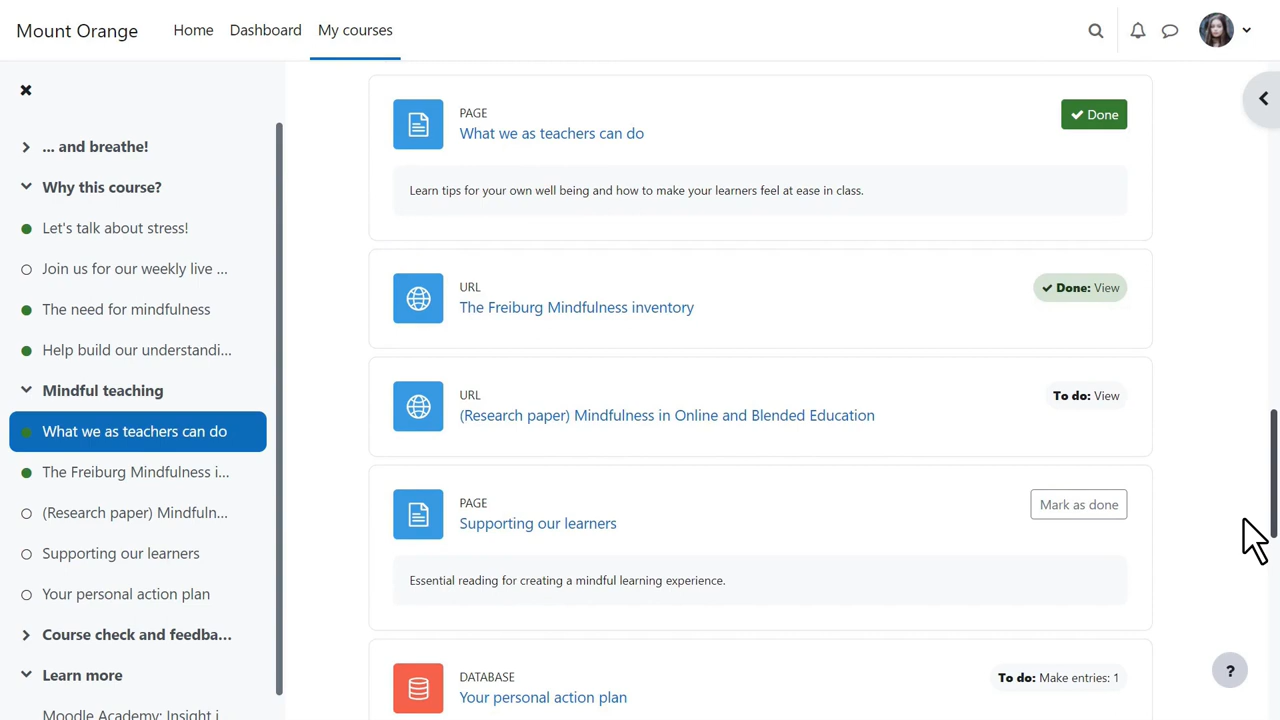 Mount Orange
Home
Dashboard
My courses
... and breathe!
Why this course?
Let's talk about stress!
Join us for our weekly live ...
The need for mindfulness
Help build our understandi...
Mindful teaching
What we as teachers can do
The Freiburg Mindfulness i...
(Research paper) Mindfuln...
Supporting our learners
Your personal action plan
Course check and feedba...
Learn more
Moodle Academy: Insight i
PAGE
What we as teachers can do
Done
Learn tips for your own well being and how to make your learners feel at ease in class.
URL
The Freiburg Mindfulness inventory
Done: View
URL
(Research paper) Mindfulness in Online and Blended Education
To do: View
PAGE
Supporting our learners
Mark as done
Essential reading for creating a mindful learning experience.
DATABASE
Your personal action plan
To do: Make entries: 1
?